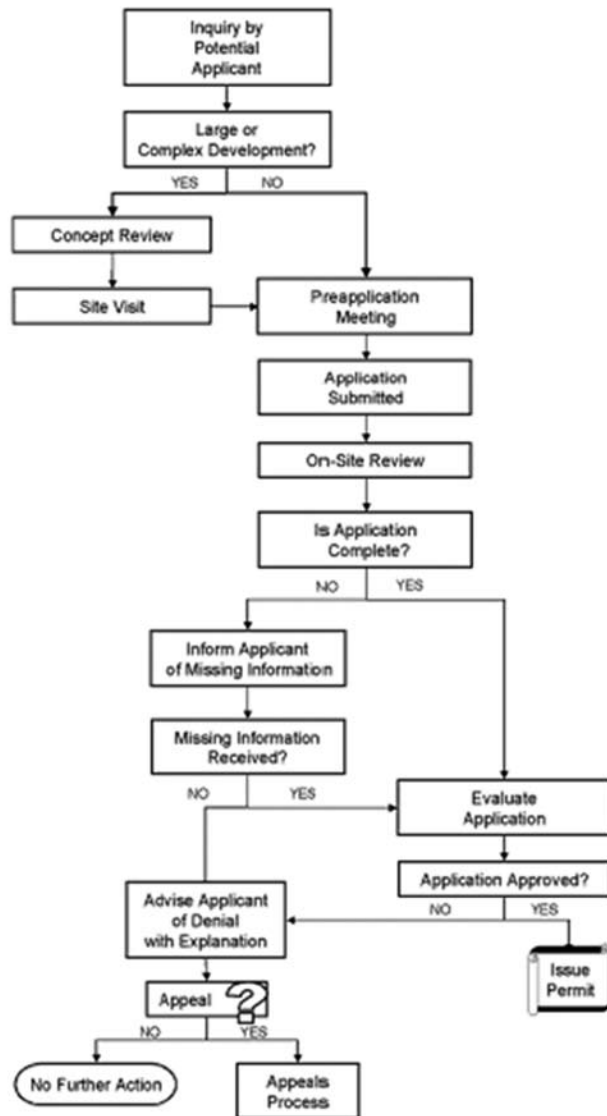 Inquiry by
Potential
Applicant
Large or
Complex Development?
YES
NO
Concept Review
Site Visit
Preapplication
Meeting
Application
Submitted
On-Site Review
Is Application
Complete?
NO
YES
Inform Applicant
of Missing Information
Missing Information
Received?
NO
YES
Evaluate
Application
Application Approved?
NO
YES
Advise Applicant
of Denial
with Explanation
Issue
Permit
Appeal ?
NO
YES
No Further Action
Appeals
Process